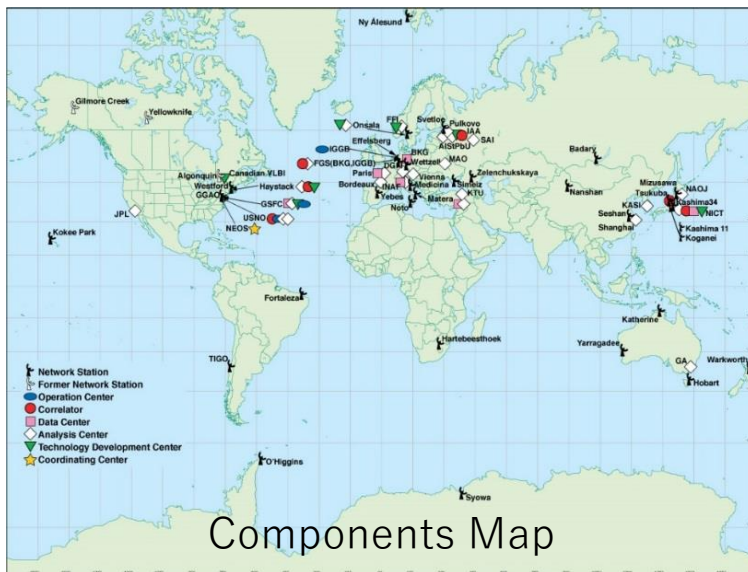 Ny Ålesund
Gilmore Creek
Yellowknife
Onsala
FFI
Svetloe
Pulkovo
IAA
SAI
AIStPbU
IGGB
Effelsberg
BKG
Wettzell
MAO
Badary
Algonquin
Canadian VLBI
FGS(BKG,IGGB)
Westford
Haystack
GGAO
Paris
Vienna
Zelenchukskaya
Bordeaux
INAF
Medicina
Simeiz
Nanshan
Mizusawa
NAOJ
Tsukuba
Kashima34
JPL
GSFC
Yebes
Matera
KTU
KASI
NICT
USNO
Noto
Seshan
Shanghai
Kashima 11
Koganei
NEOS
Kokee Park
Fortaleza
Katherine
Hartebeesthoek
Yarragadee
TIGO
GA
Warkworth
Hobart
Network Station
Former Network Station
Operation Center
Correlator
Data Center
Analysis Center
Technology Development Center
Coordinating Center
O'Higgins
Syowa
Components Map